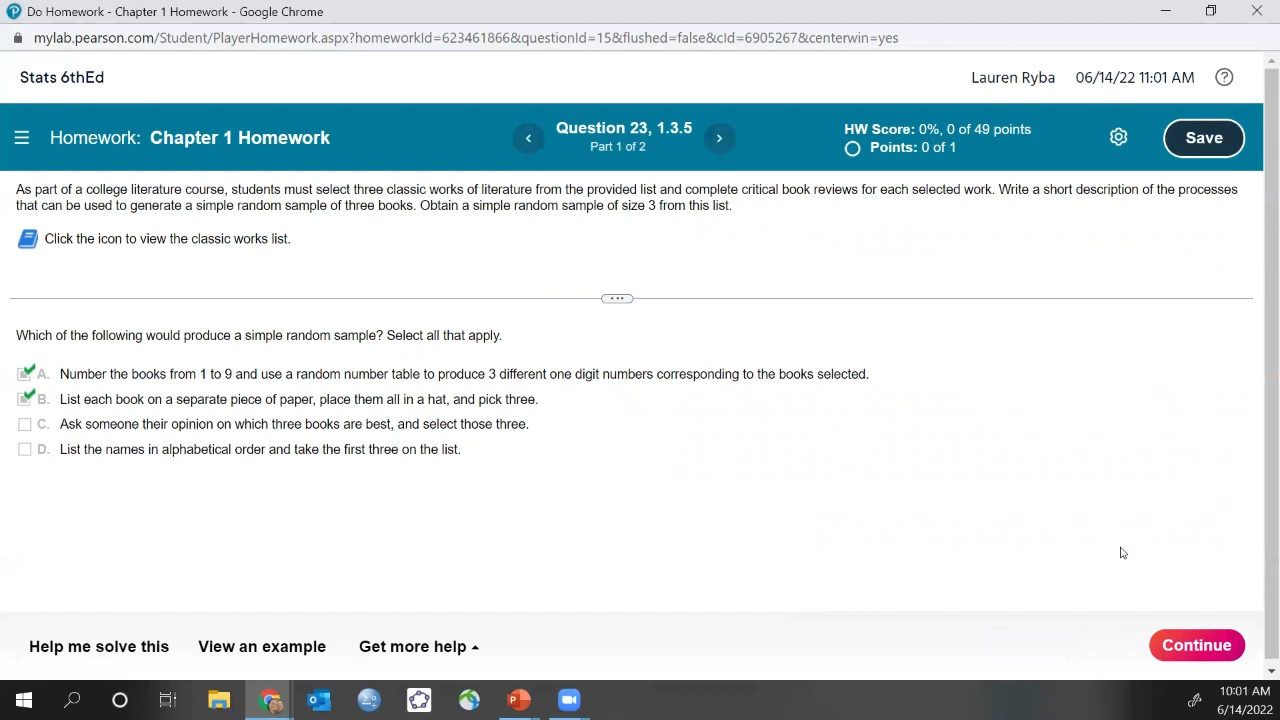 Do Homework - Chapter 1 Homework - Google Chrome
mylab.pearson.com/Student/PlayerHomework.aspx?homeworkId=623461866&questionId=15&flushed=false&cId=6905267&centerwin=yes
Stats 6thEd
Lauren Ryba 06/14/22 11:01 AM ?
Homework: Chapter 1 Homework
Question 23, 1.3.5
Part 1 of 2
HW Score: 0%, 0 of 49 points
Points: 0 of 1
Save
As part of a college literature course, students must select three classic works of literature from the provided list and complete critical book reviews for each selected work. Write a short description of the processes
that can be used to generate a simple random sample of three books. Obtain a simple random sample of size 3 from this list.
Click the icon to view the classic works list.
Which of the following would produce a simple random sample? Select all that apply.
A. Number the books from 1 to 9 and use a random number table to produce 3 different one digit numbers corresponding to the books selected.
B. List each book on a separate piece of paper, place them all in a hat, and pick three.
C. Ask someone their opinion on which three books are best, and select those three.
D. List the names in alphabetical order and take the first three on the list.
Help me solve this View an example Get more help
Continue
10:01 AM
6/14/2022